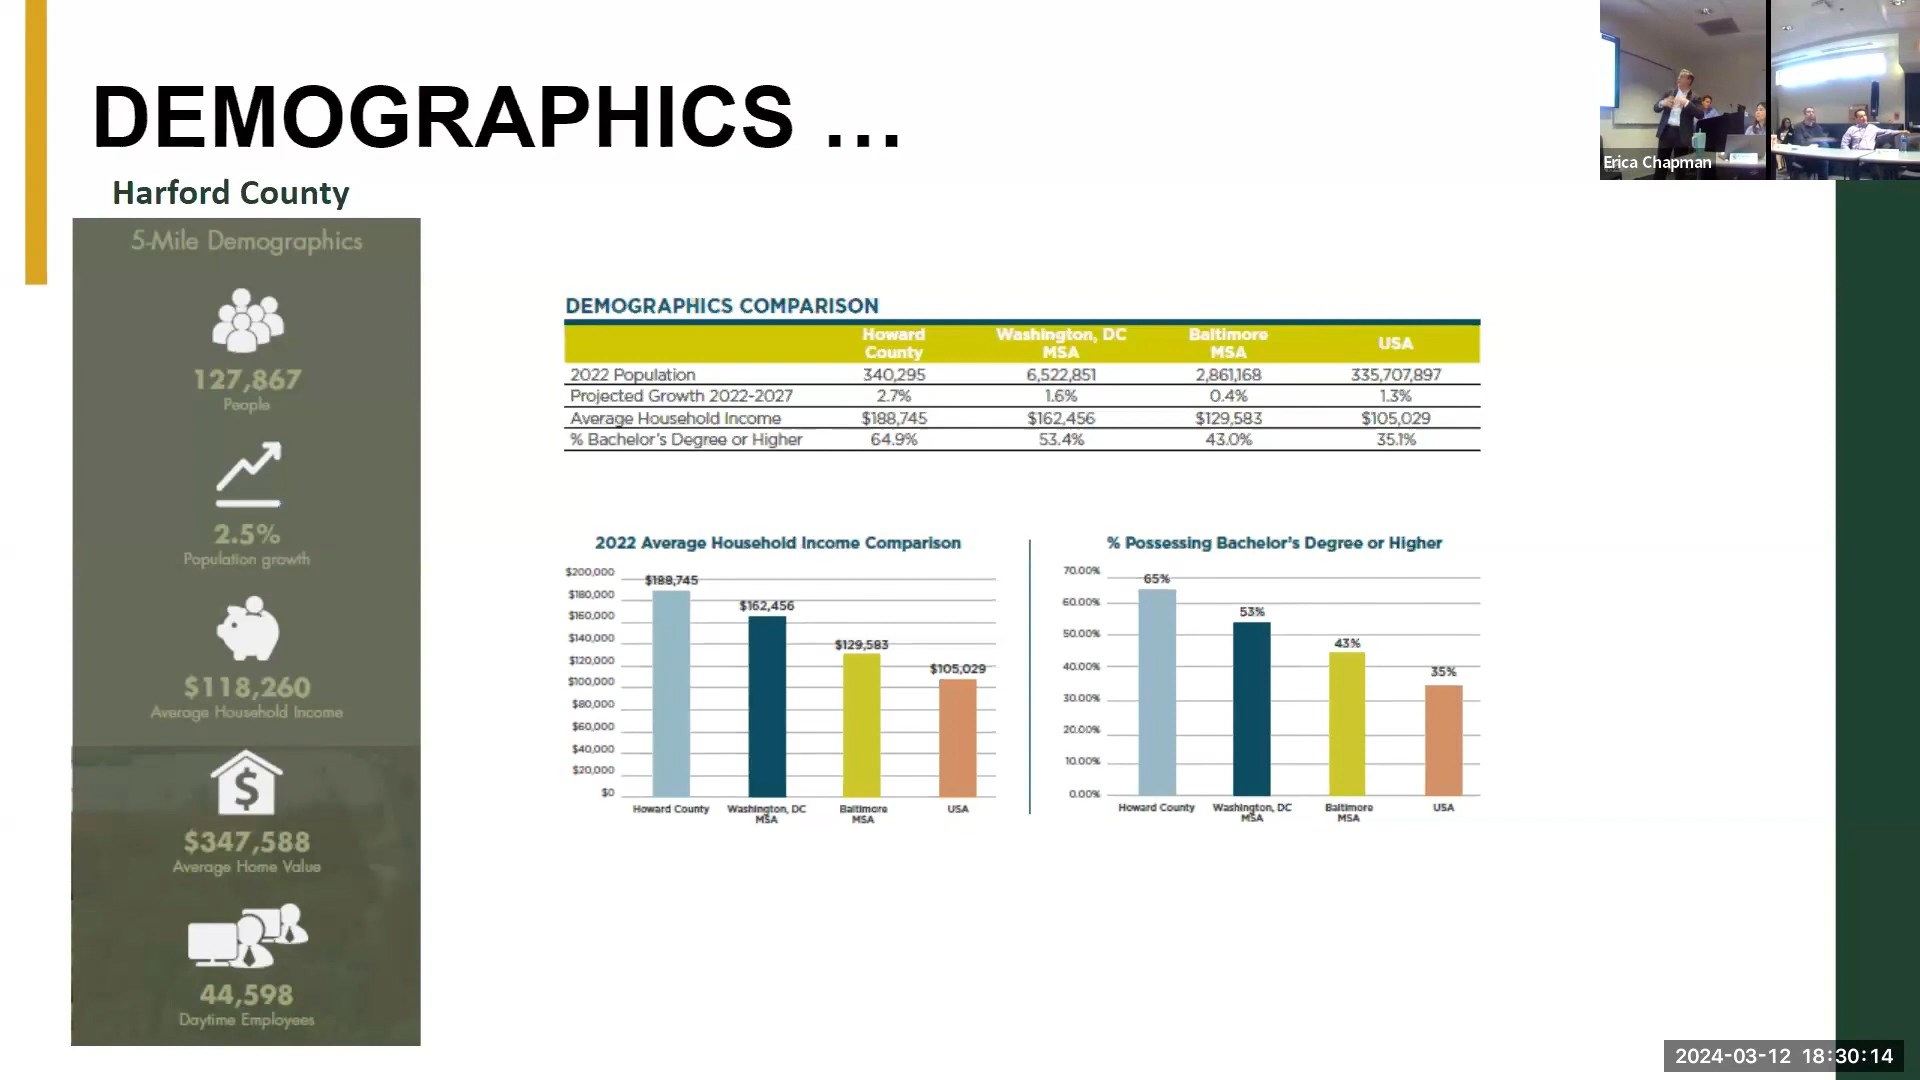 DEMOGRAPHICS ...
Harford County
5-Mile Demographics
127,867
People
2.5%
Population growth
$118,260
Average Household Income
$347,588
Average Home Value
44,598
Daytime Employees
DEMOGRAPHICS COMPARISON
Howard County Washington, DC MSA Baltimore MSA USA
2022 Population 340,295 6,522,851 2,861,168 335,707,897
Projected Growth 2022-2027 2.7% 1.6% 0.4% 1.3%
Average Household Income $188,745 $162,456 $129,583 $105,029
% Bachelor's Degree or Higher 64.9% 53.4% 43.0% 35.1%
2022 Average Household Income Comparison
$200,000
$180,000
$160,000
$140,000
$120,000
$100,000
$80,000
$60,000
$40,000
$20,000
$0
$188,745
$162,456
$129,583
$105,029
Howard County
Washington, DC
MSA
Baltimore
MSA
USA
% Possessing Bachelor's Degree or Higher
70.00%
60.00%
50.00%
40.00%
30.00%
20.00%
10.00%
0.00%
65%
53%
43%
35%
Howard County
Washington, DC
MSA
Baltimore
MSA
USA
Erica Chapman
2024-03-12 18:30:14